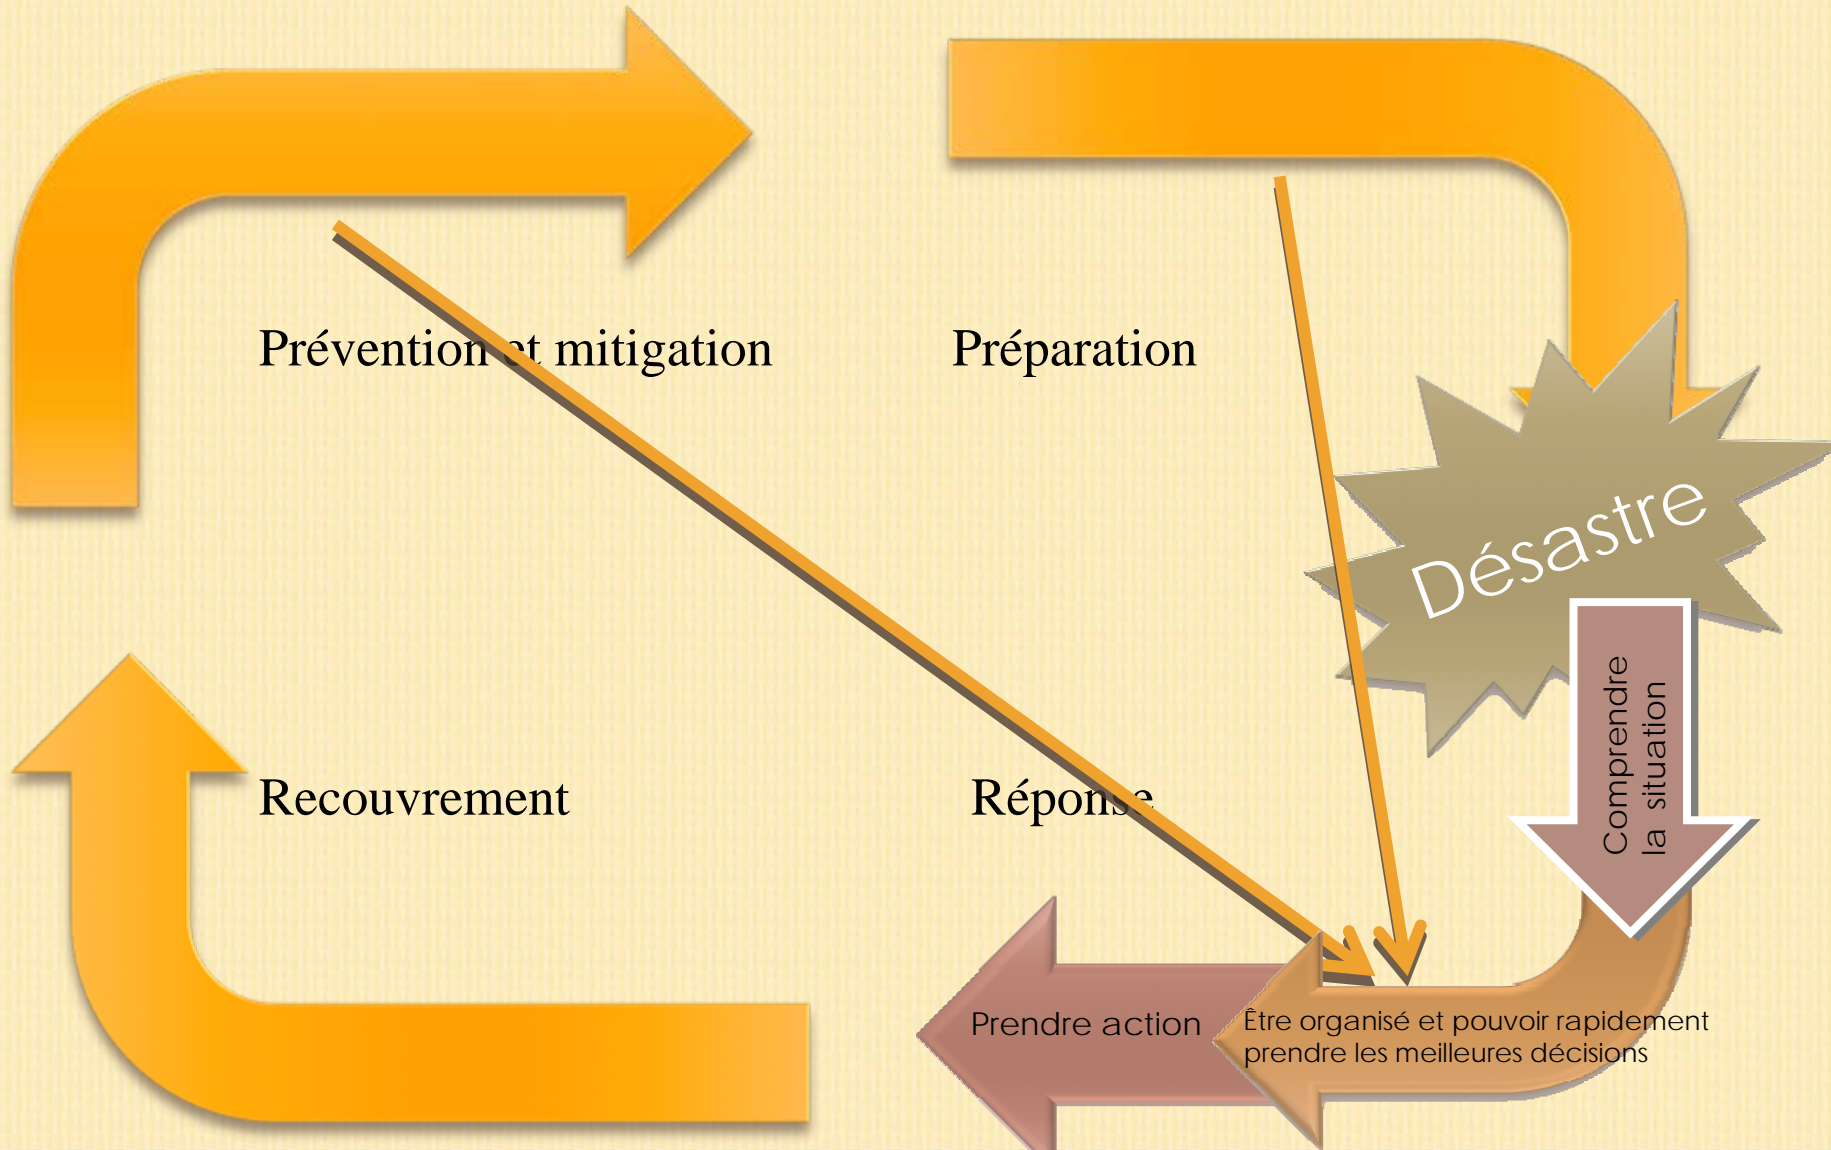 Prévention et mitigation
Préparation
Désastre
Comprendre
la situation
Recouvrement
Réponse
Prendre action
Être organisé et pouvoir rapidement
prendre les meilleures décisions